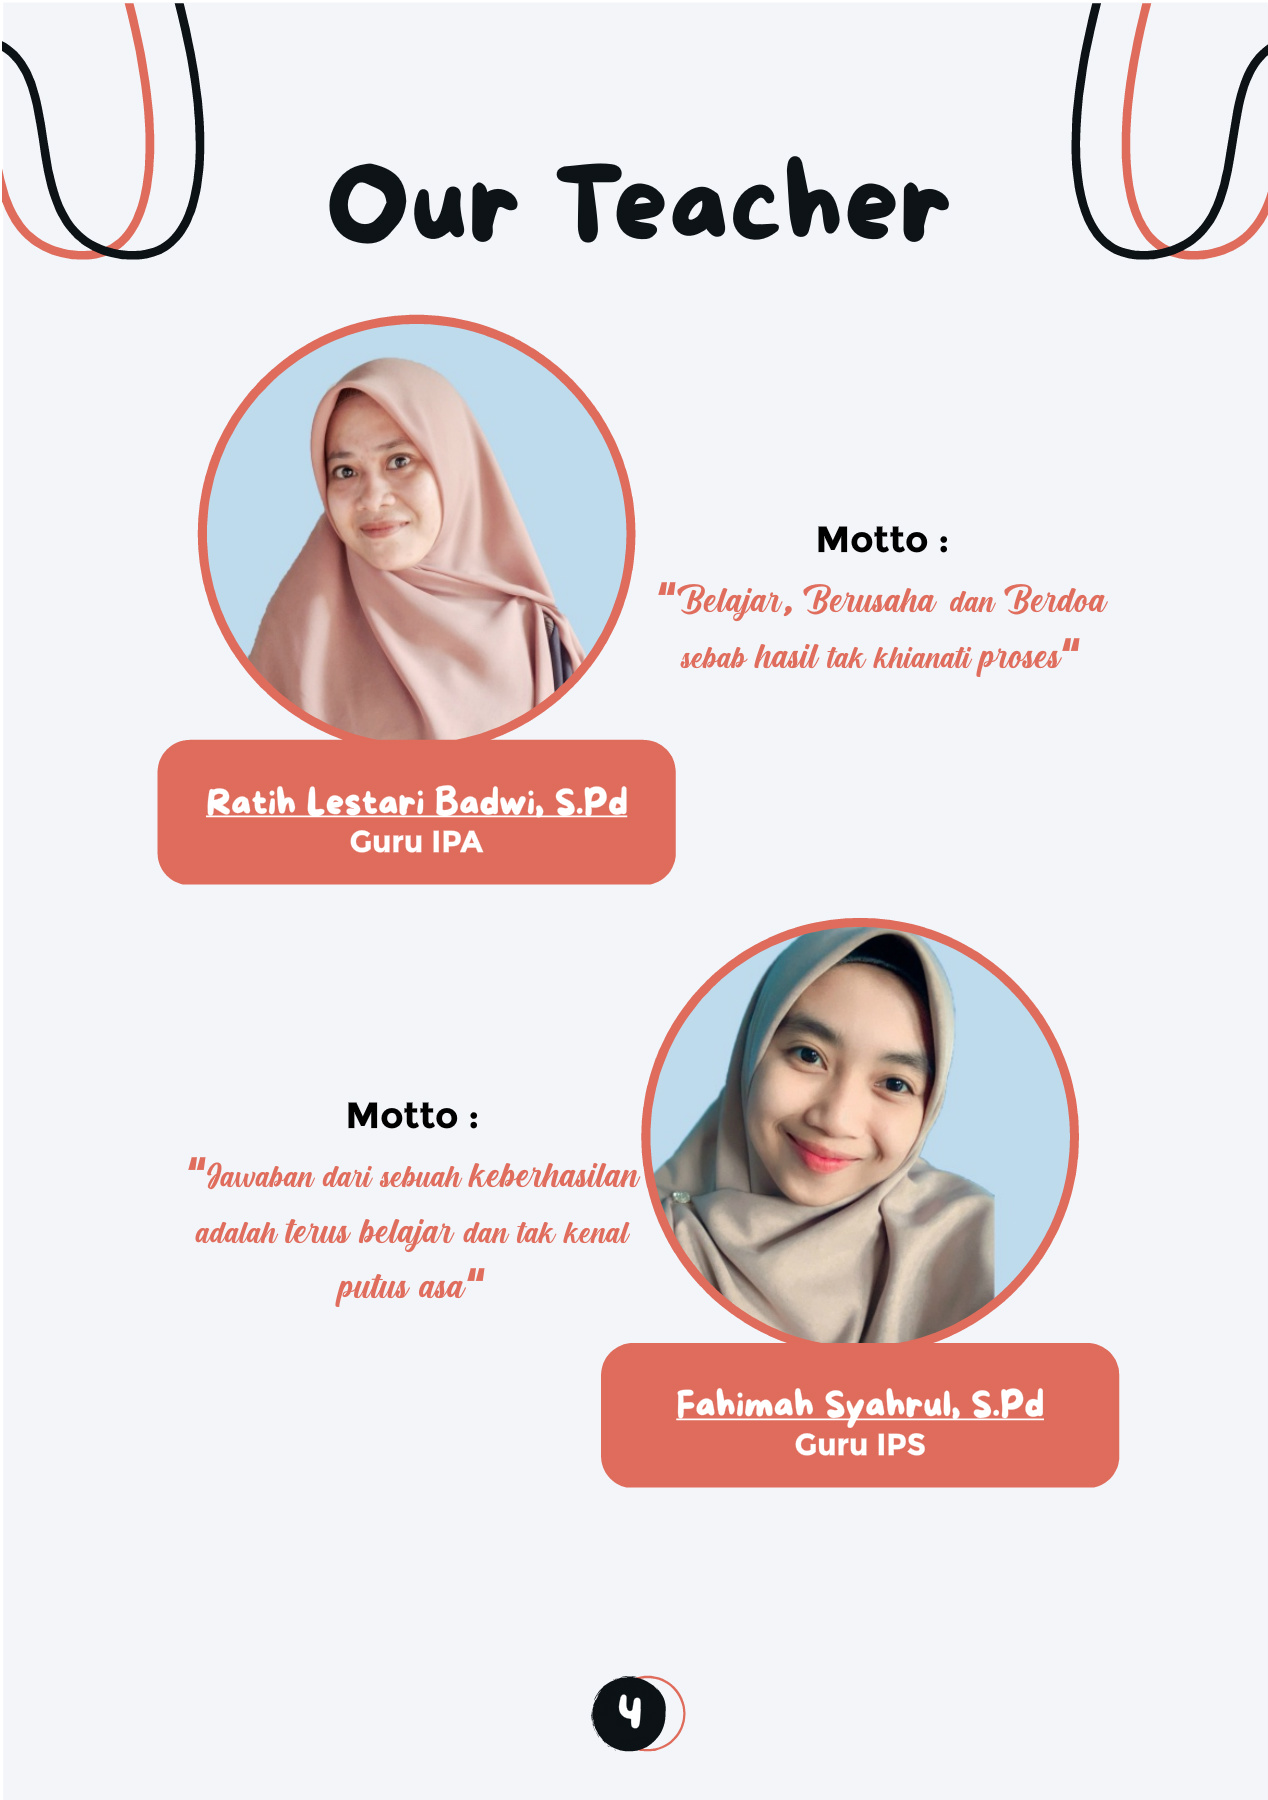 Our Teacher
Motto :
"Belajar, Berusaha dan Berdoa
sebab hasil tak khianati proses"
Ratih Lestari Badwi, S.Pd
Guru IPA
Motto :
"Jawaban dari sebuah keberhasilan
adalah terus belajar dan tak kenal
putus asa"
Fahimah Syahrul, S.Pd
Guru IPS
4